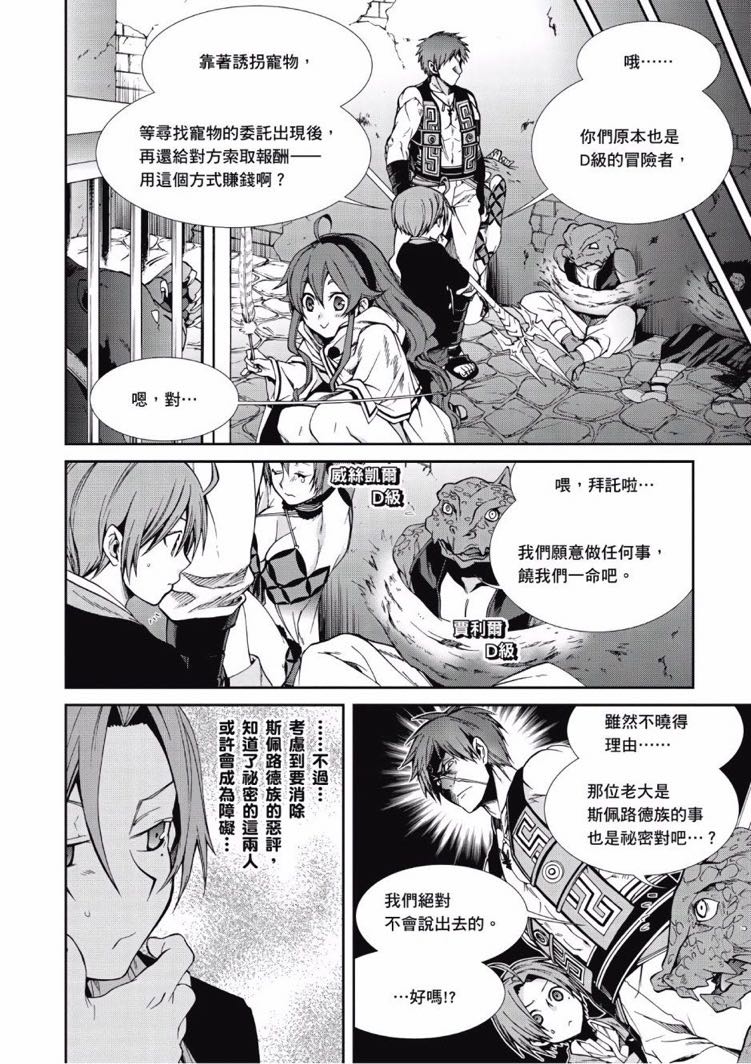 哦⋯⋯
你們原本也是
D級的冒險者，
靠著誘拐寵物，
等尋找寵物的委託出現後，
再還給對方索取報酬——
用這個方式賺錢啊？
嗯，對⋯
喂，拜託啦⋯
我們願意做任何事，
饒我們一命吧。
賈利爾
D級
威絲凱爾
D級
雖然不曉得
理由⋯⋯
那位老大是
斯佩路德族的事
也是祕密對吧⋯？
我們絕對
不會說出去的。
⋯好嗎!?
⋯⋯不過⋯
考慮到要消除
斯佩路德族的惡評，
知道了祕密的這兩人
或許會成為障礙⋯